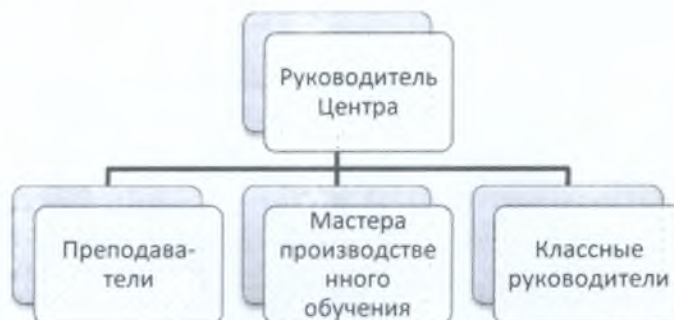 Руководитель
Центра
Преподава-
тели
Мастера
производстве
нного
обучения
Классные
руководители